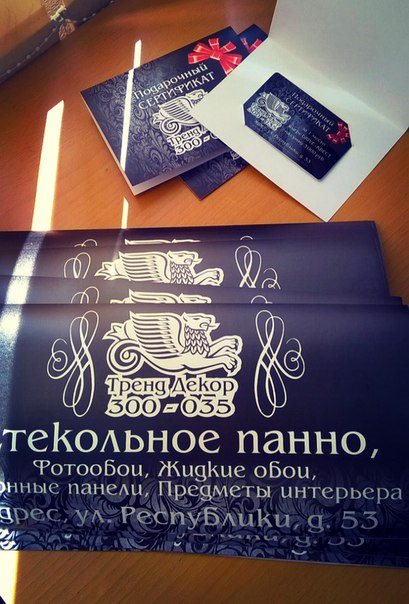 Подарочный
СЕРТИФИКАТ
Тренд Декор
300-035
Подарочный
СЕРТИФИКАТ
Тренд Декор
300-035
текольное панно,
Фотообои, Жидкие обои,
онные панели, Предметы интерьера
дрес, ул. Республики, д. 53